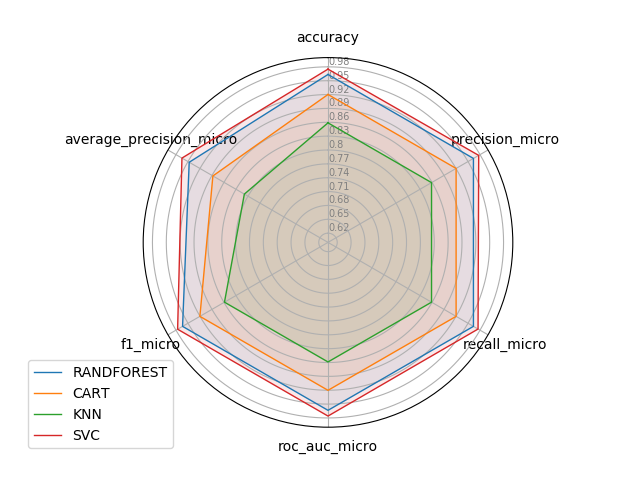 accuracy
0.98
0.95
0.92
0.89
0.86
0.83
0.8
0.77
0.74
0.71
0.68
0.65
0.62
average_precision_micro
precision_micro
f1_micro
recall_micro
roc_auc_micro
RANDFOREST
CART
KNN
SVC